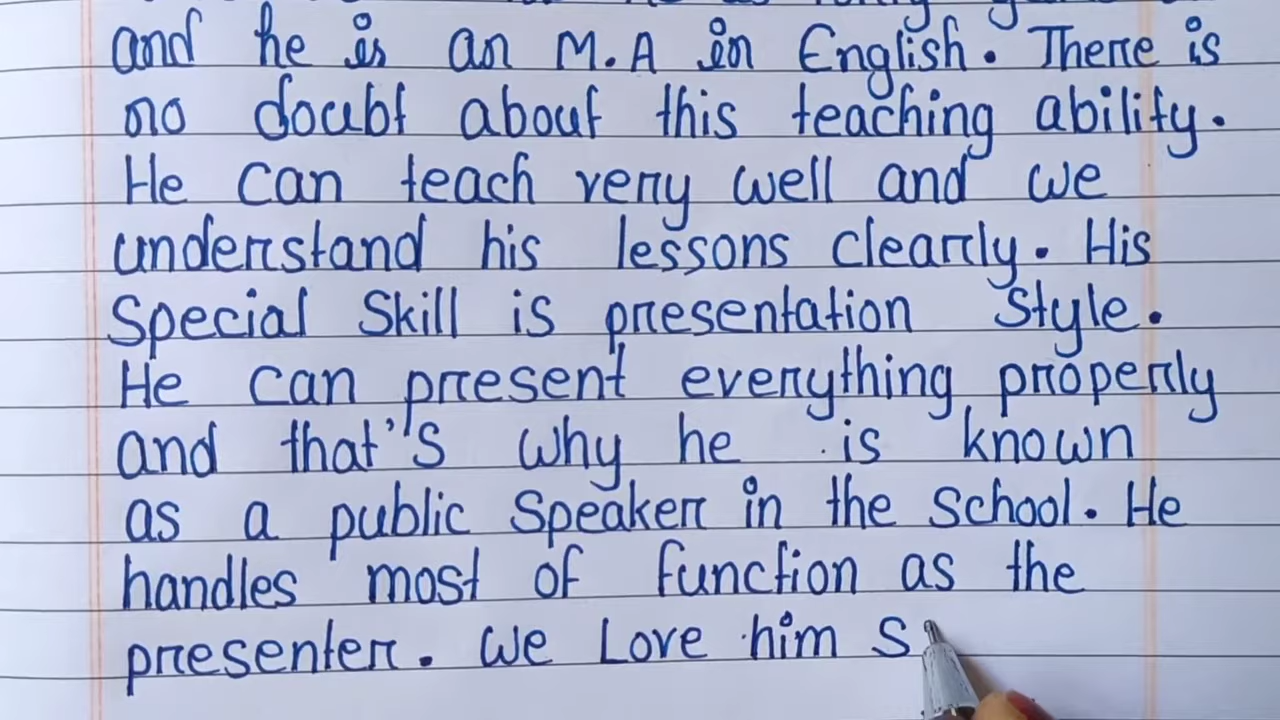 and he is an M.A in English. There is
no doubt about this teaching ability.
He can teach very well and we
understand his lessons clearly. His
Special Skill is presentation Style.
He can present everything properly
and that's why he is known
as a public Speaker in the School. He
handles most of function as the
presenter. We Love him S